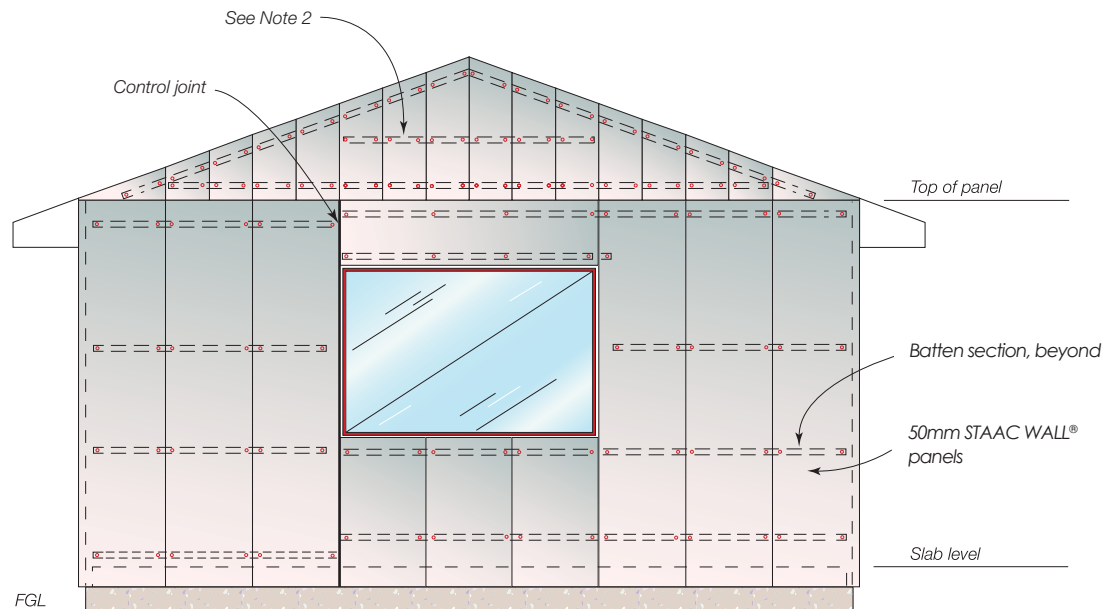 See Note 2
Control joint
Top of panel
Batten section, beyond
50mm STAAC WALL®
panels
Slab level
FGL